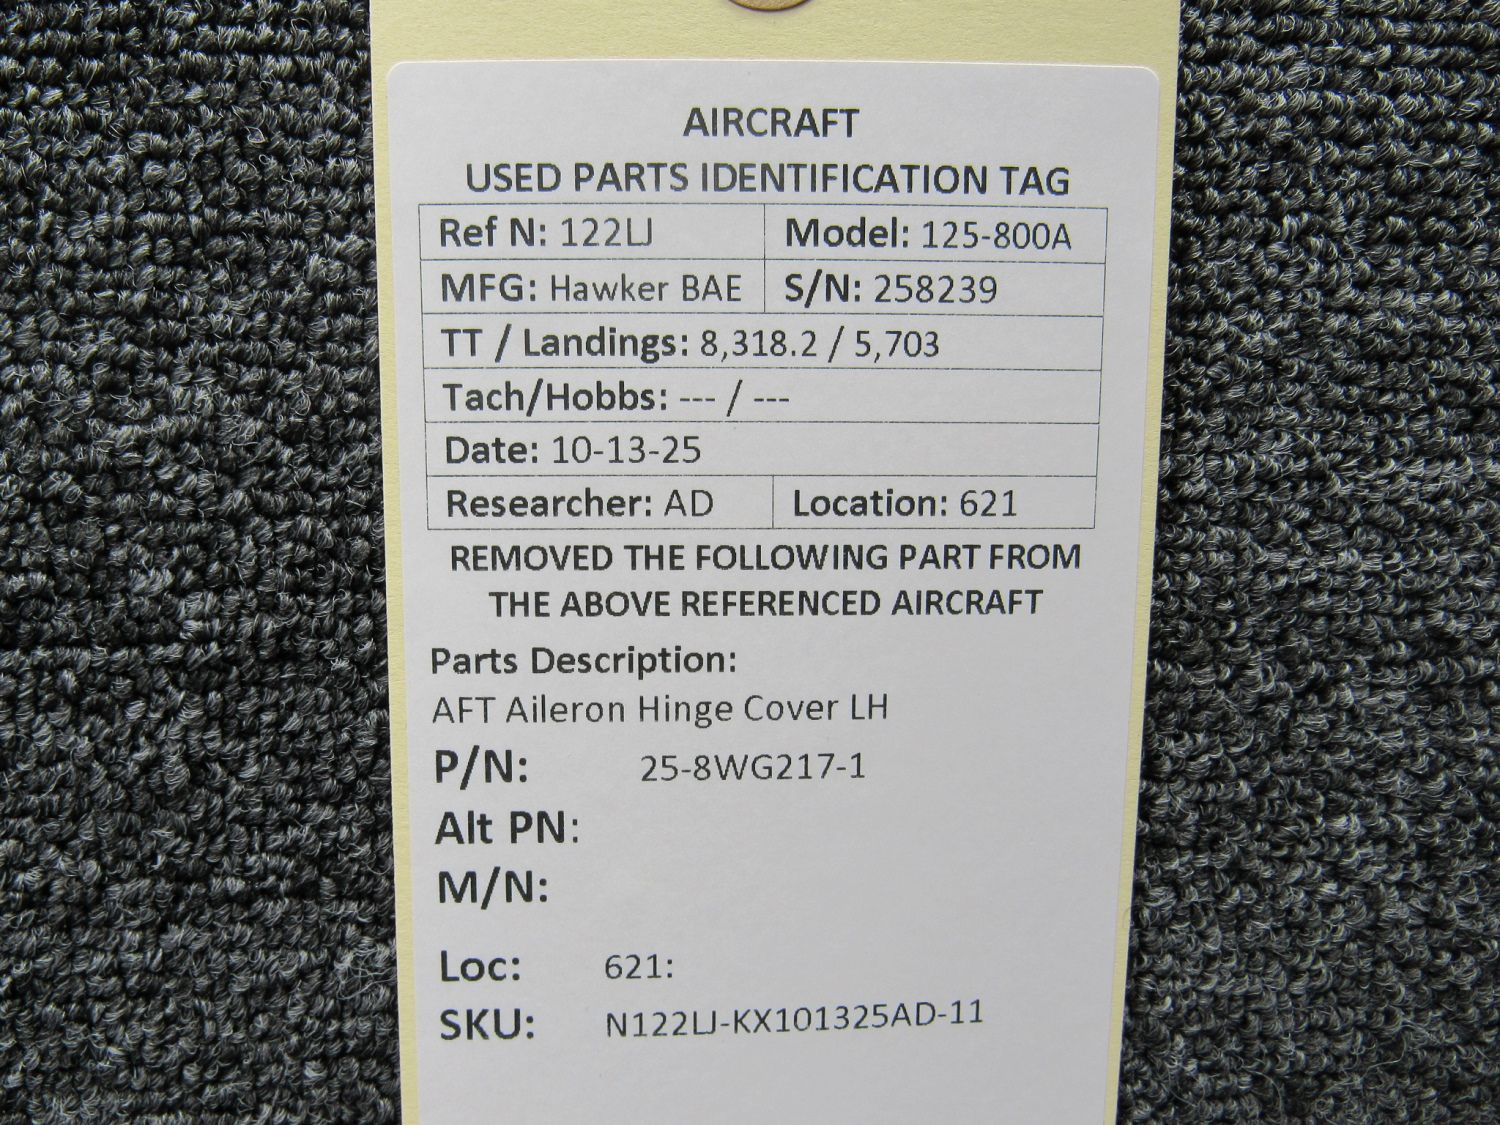 AIRCRAFT
USED PARTS IDENTIFICATION TAG
Ref N: 122LJ Model: 125-800A
MFG: Hawker BAE S/N: 258239
TT / Landings: 8,318.2 / 5,703
Tach/Hobbs: --- / ---
Date: 10-13-25
Researcher: AD Location: 621
REMOVED THE FOLLOWING PART FROM
THE ABOVE REFERENCED AIRCRAFT
Parts Description:
AFT Aileron Hinge Cover LH
P/N: 25-8WG217-1
Alt PN:
M/N:
Loc: 621:
SKU: N122LJ-KX101325AD-11